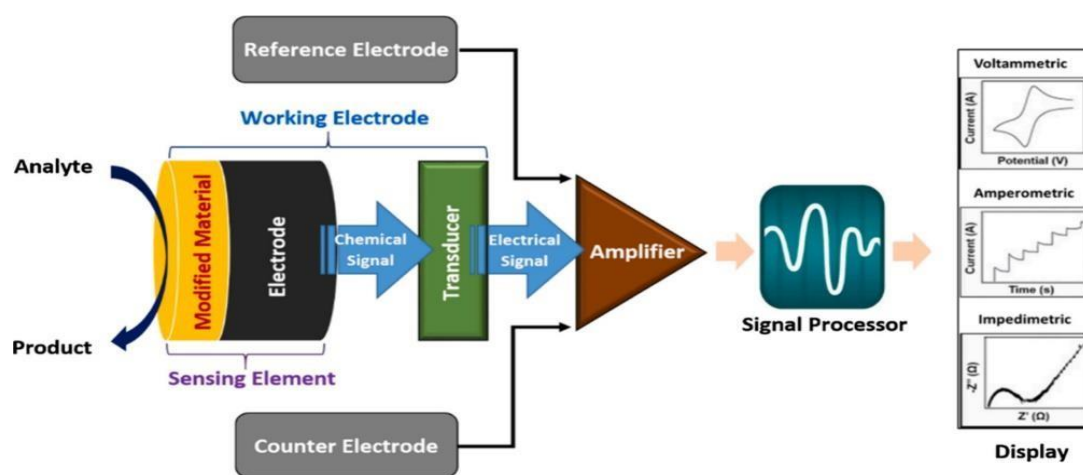 Reference Electrode
Working Electrode
Analyte
Product
Modified Material
Electrode
Sensing Element
Chemical
Signal
Transducer
Electrical
Signal
Amplifier
Counter Electrode
Signal Processor
Voltammetric
Current (A)
Potential (V)
Amperometric
Current (A)
Time (s)
Impedimetric
-Z" (Ω)
Z' (Ω)
Display